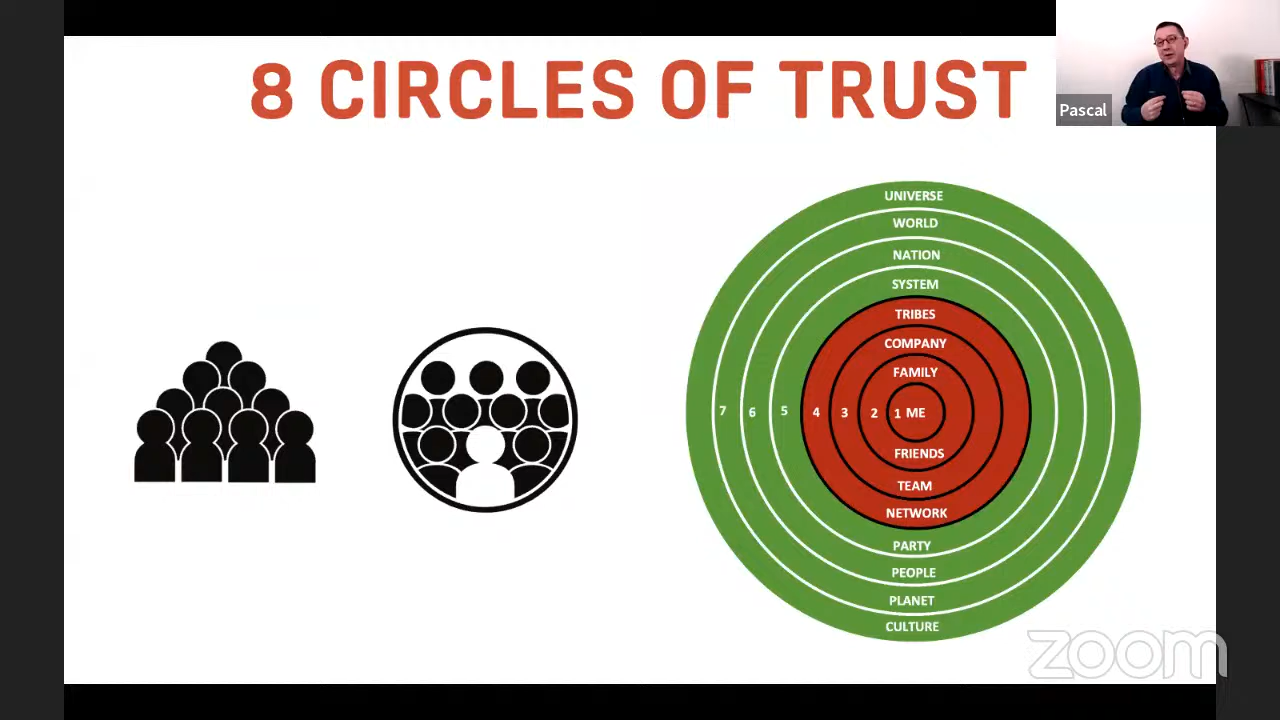 8 CIRCLES OF TRUST
Pascal
UNIVERSE
WORLD
NATION
SYSTEM
TRIBES
COMPANY
FAMILY
7 6 5 4 3 2 1 ME
FRIENDS
TEAM
NETWORK
PARTY
PEOPLE
PLANET
CULTURE
zoom